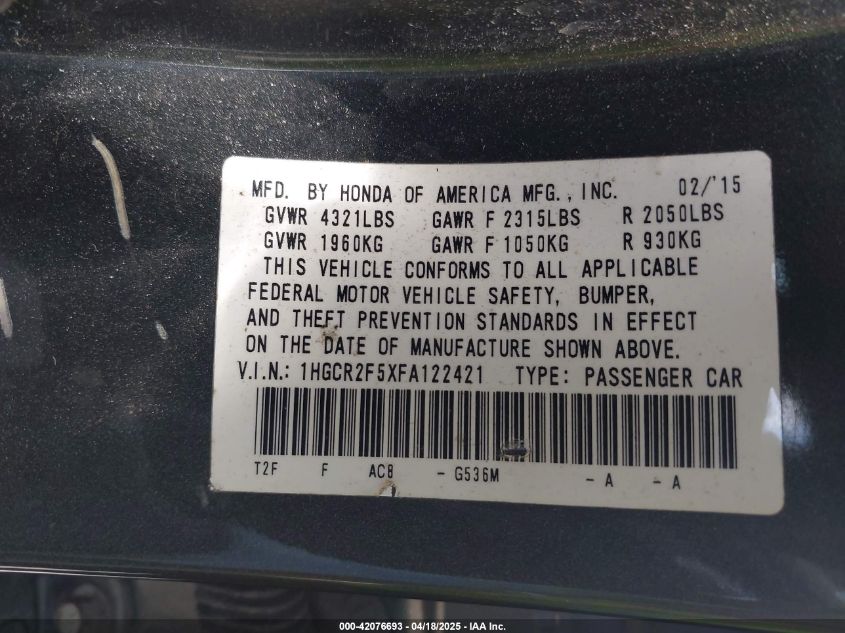 MFD. BY HONDA OF AMERICA MFG., INC. 02/'15
GVWR 4321LBS GAWR F 2315LBS R 2050LBS
GVWR 1960KG GAWR F 1050KG R 930KG
THIS VEHICLE CONFORMS TO ALL APPLICABLE
FEDERAL MOTOR VEHICLE SAFETY, BUMPER,
AND THEFT PREVENTION STANDARDS IN EFFECT
ON THE DATE OF MANUFACTURE SHOWN ABOVE.
V.I.N.: 1HGCR2F5XFA122421 TYPE: PASSENGER CAR
T2F F AC8 - G536M - A - A
000-42076693 - 04/18/2025 - IAA Inc.